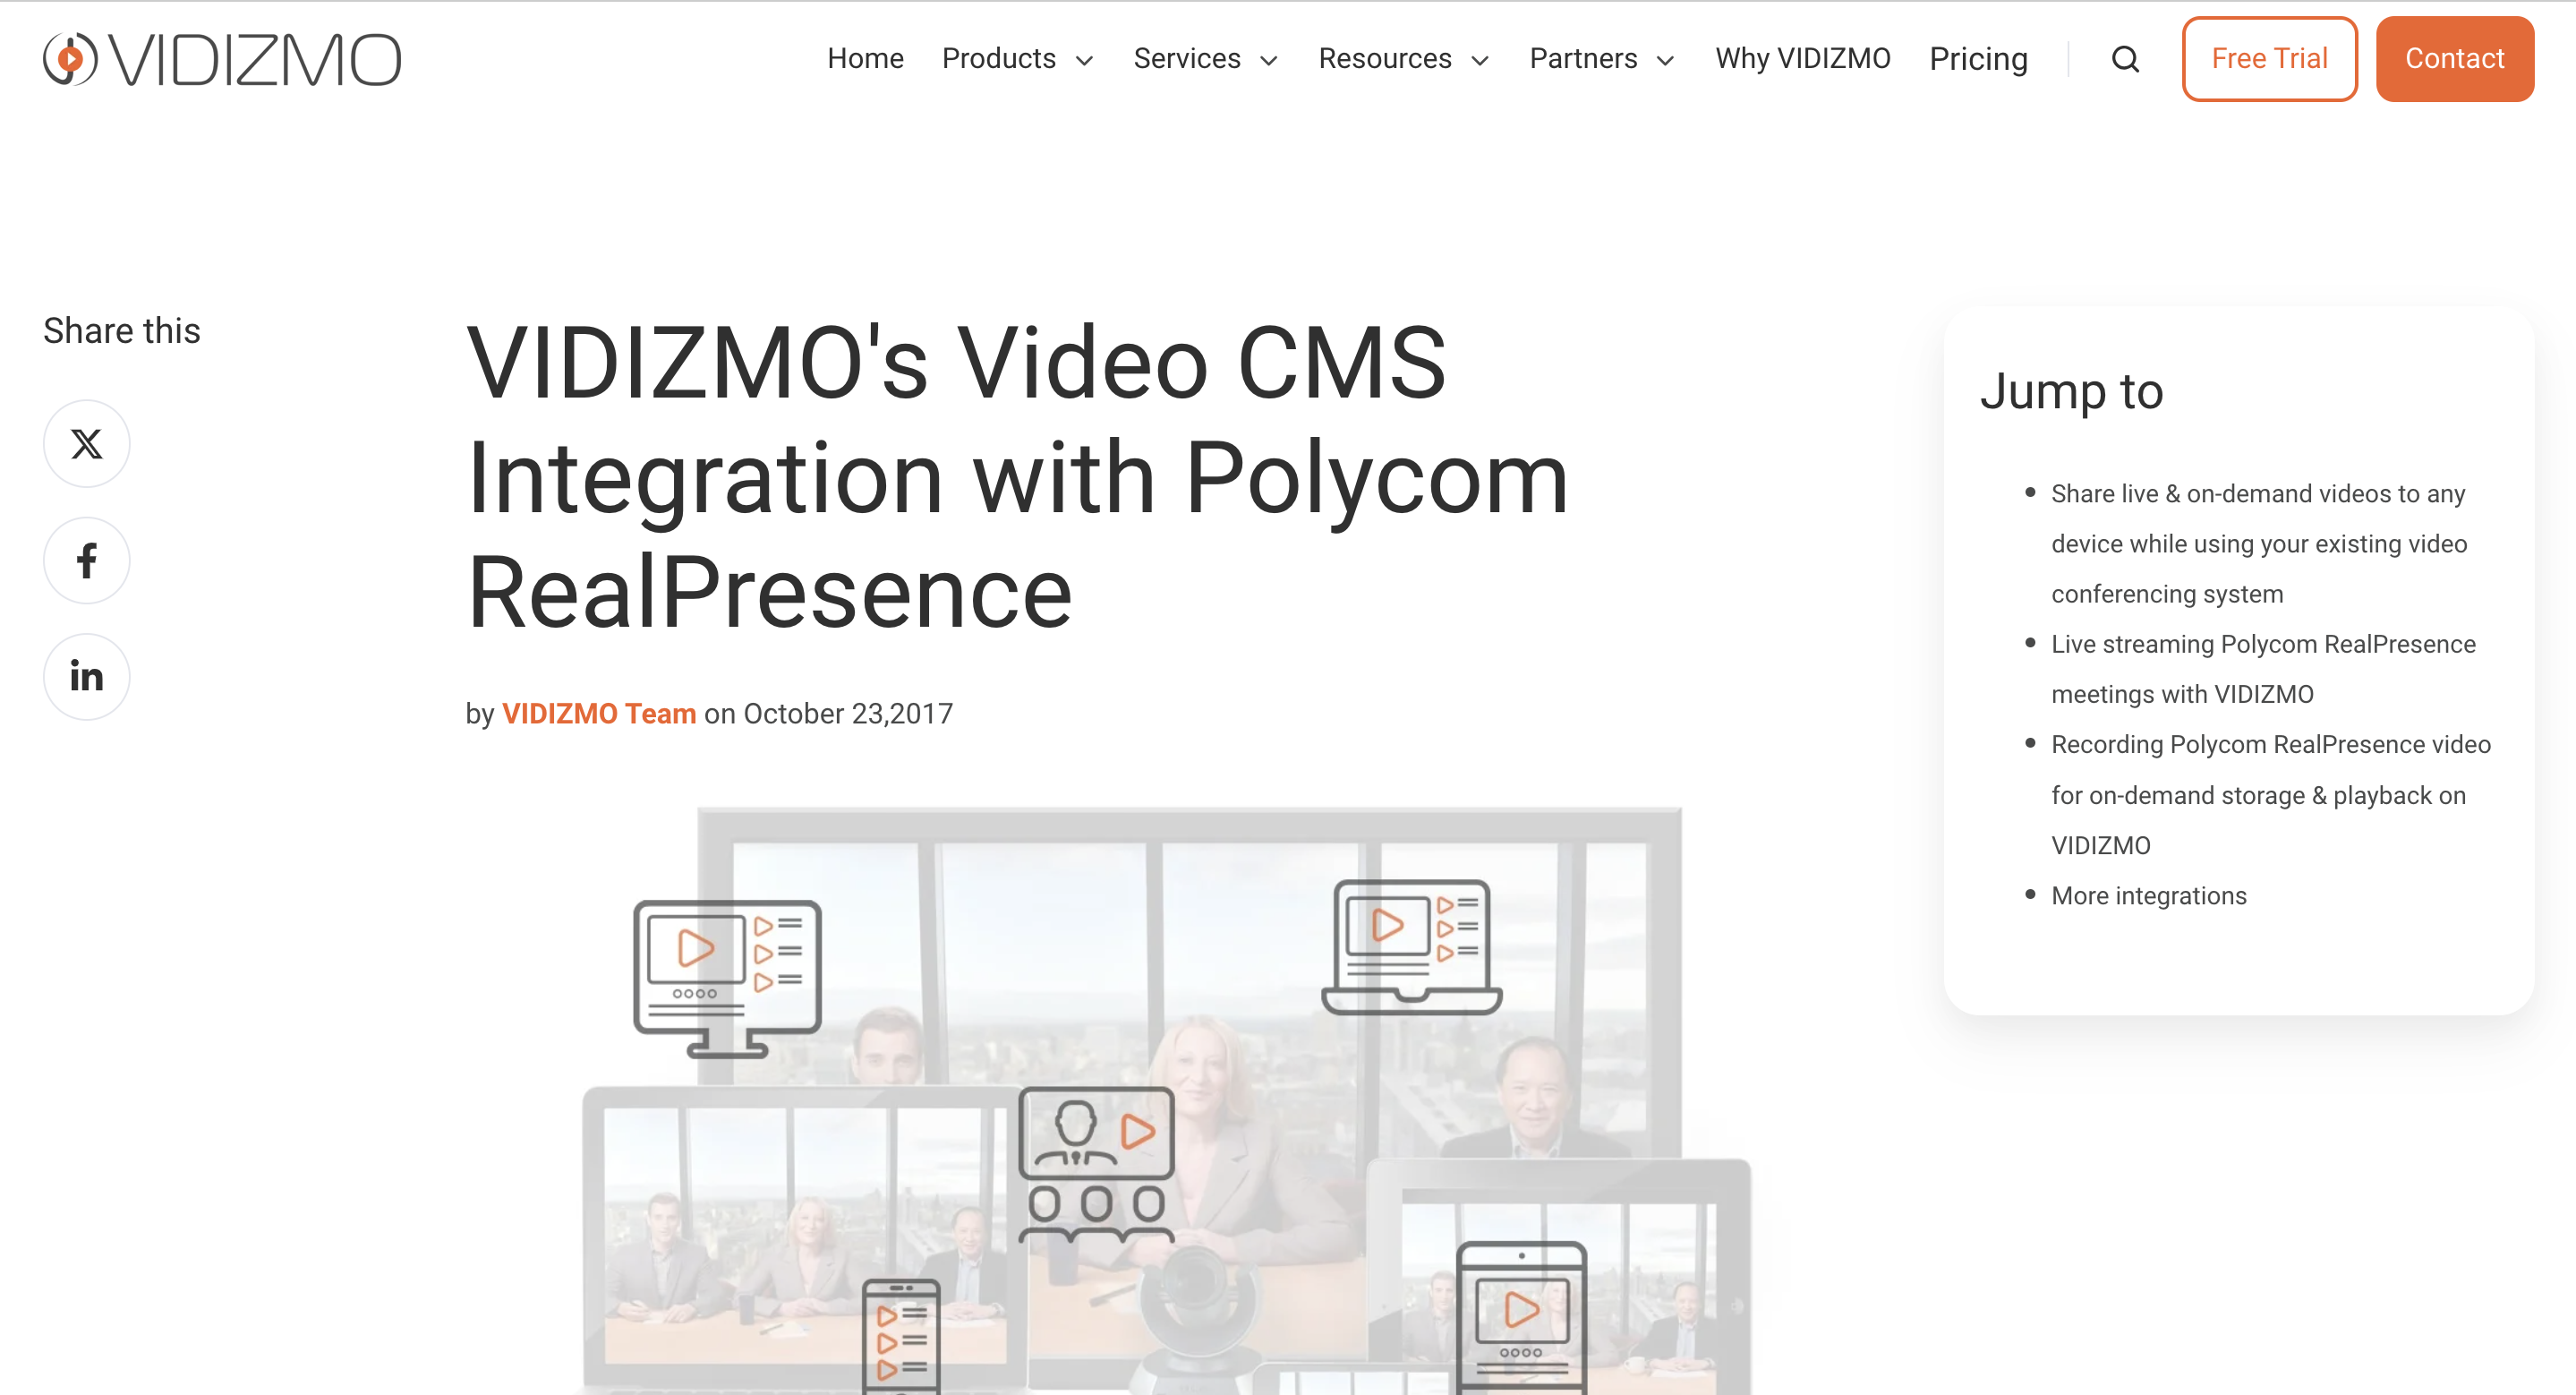 VIDIZMO
Home Products Services Resources Partners Why VIDIZMO Pricing Free Trial Contact
Share this
VIDIZMO's Video CMS
Integration with Polycom
RealPresence
by VIDIZMO Team on October 23,2017
Jump to
Share live & on-demand videos to any
device while using your existing video
conferencing system
Live streaming Polycom RealPresence
meetings with VIDIZMO
Recording Polycom RealPresence video
for on-demand storage & playback on
VIDIZMO
More integrations